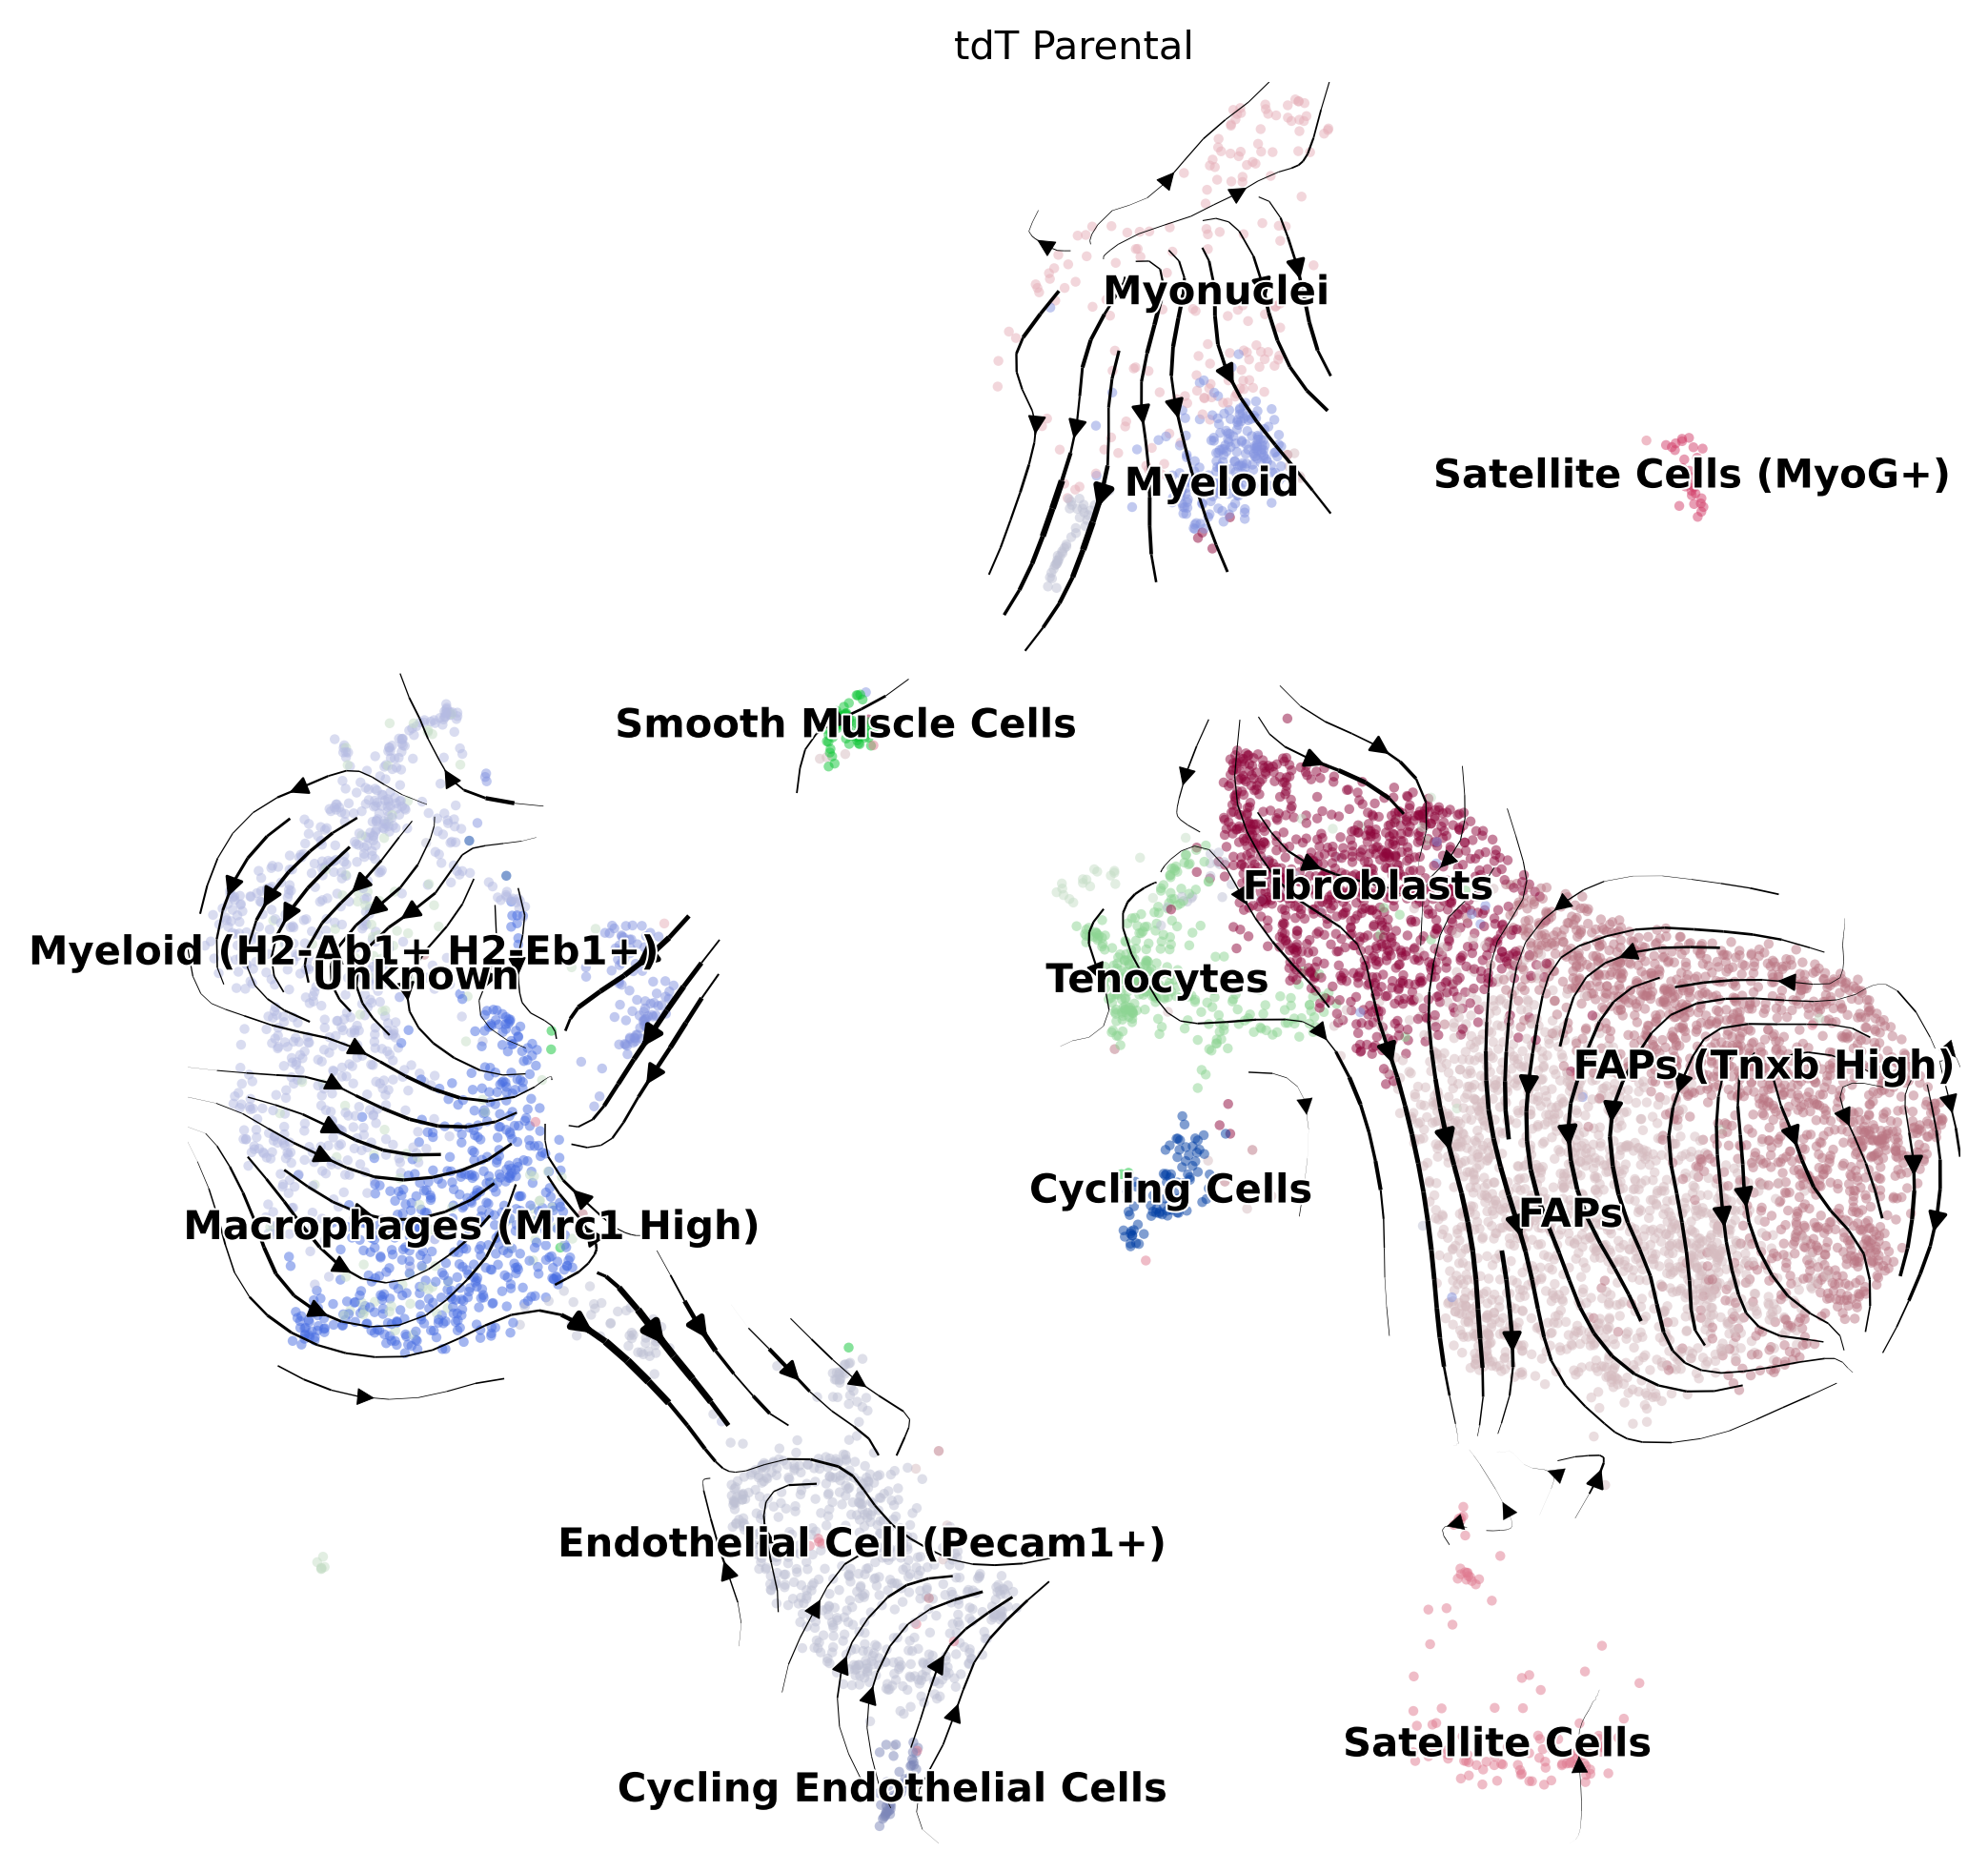 tdT Parental
Myonuclei
Myeloid
Satellite Cells (MyoG+)
Smooth Muscle Cells
Fibroblasts
Myeloid (H2-Ab1+ H2-Eb1+)
Unknown
Tenocytes
FAPs (Tnxb High)
Cycling Cells
FAPs
Macrophages (Mrc1 High)
Endothelial Cell (Pecam1+)
Satellite Cells
Cycling Endothelial Cells